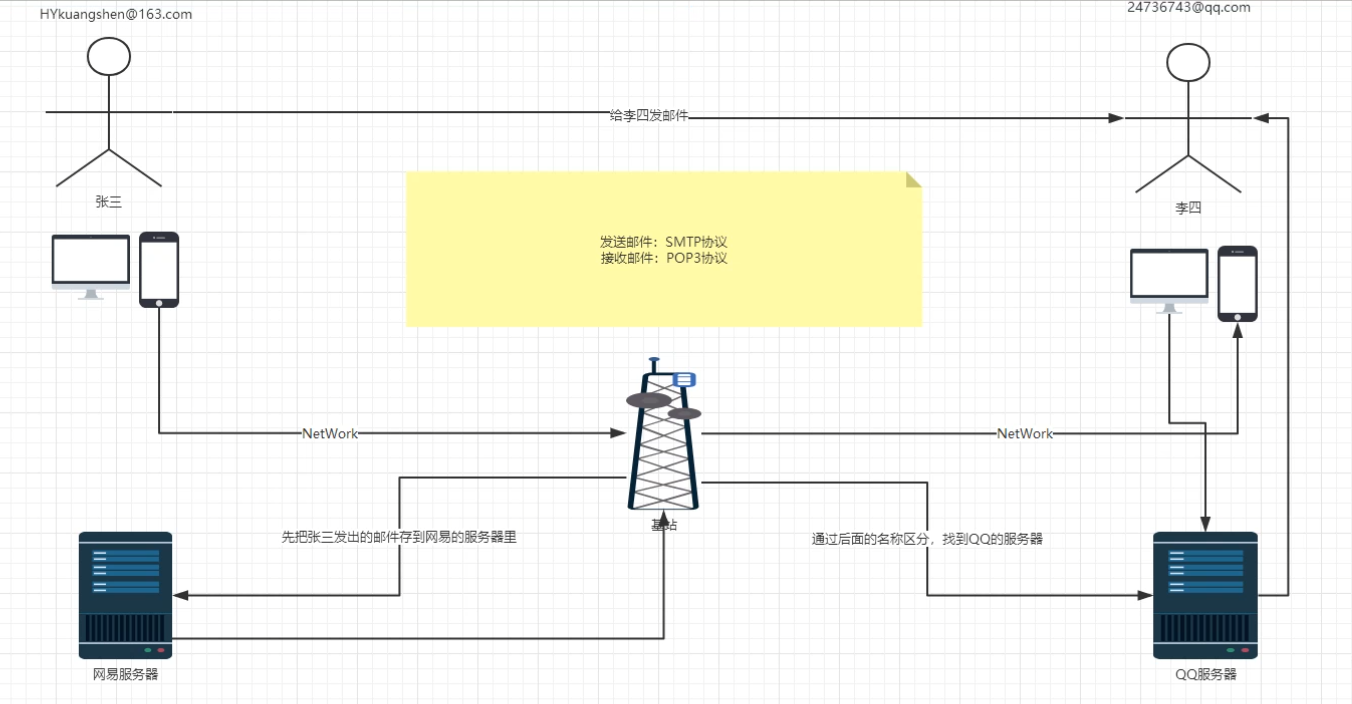 HYkuangshen@163.com
24736743@qq.com
给李四发邮件
张三
李四
发送邮件：SMTP协议
接收邮件：POP3协议
NetWork
NetWork
基站
先把张三发出的邮件存到网易的服务器里
通过后面的名称区分，找到QQ的服务器
网易服务器
QQ服务器